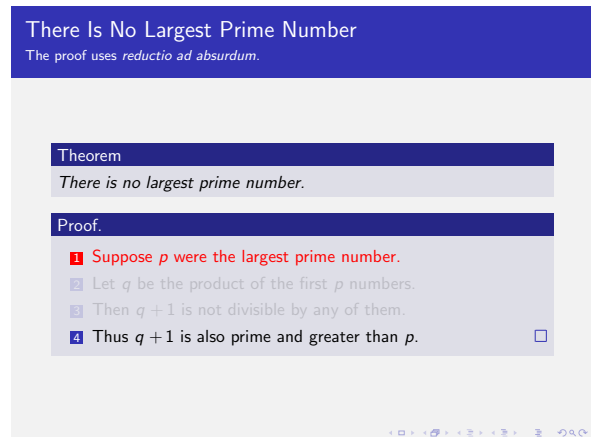 There Is No Largest Prime Number
The proof uses reductio ad absurdum.
Theorem
There is no largest prime number.
Proof.
1 Suppose p were the largest prime number.
2 Let q be the product of the first p numbers.
3 Then q + 1 is not divisible by any of them.
4 Thus q + 1 is also prime and greater than p. □